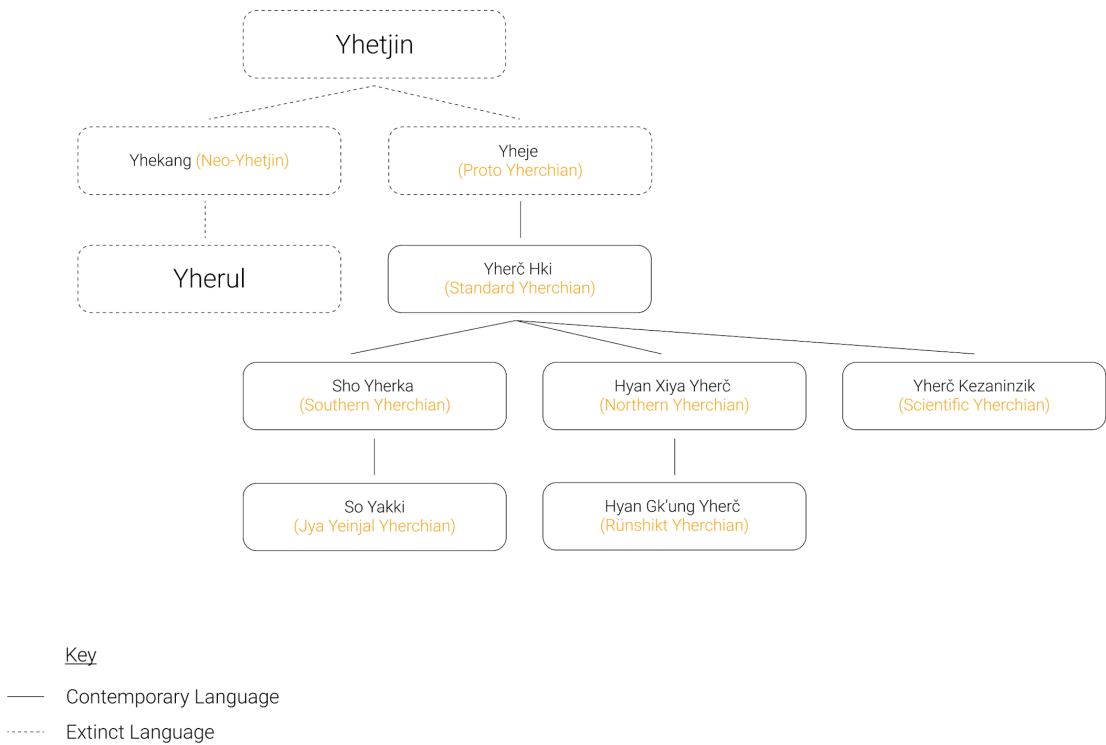 Yhetjin
Yhekang (Neo-Yhetjin)
Yheje
(Proto Yherchian)
Yherul
Yherč Hki
(Standard Yherchian)
Sho Yherka
(Southern Yherchian)
Hyan Xiya Yherč
(Northern Yherchian)
Yherč Kezaninzik
(Scientific Yherchian)
So Yakki
(Jya Yeinjal Yherchian)
Hyan Gk’ung Yherč
(Rünshikt Yherchian)
Key
Contemporary Language
Extinct Language